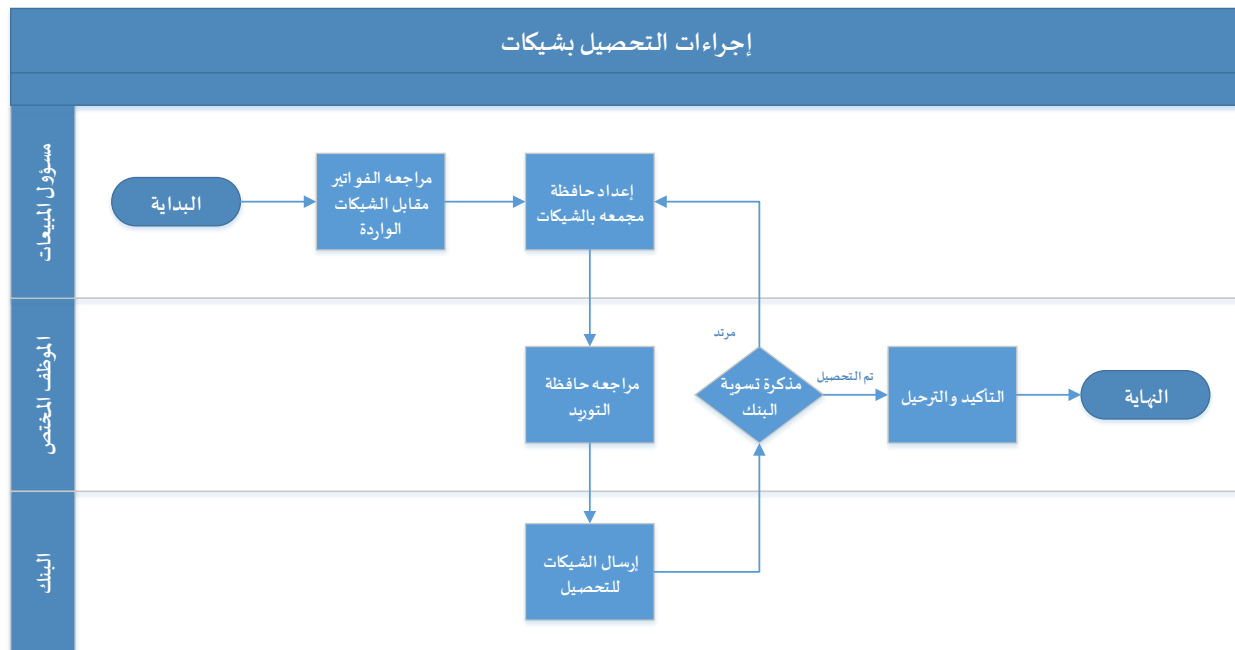 إجراءات التحصيل بشيكات
مسؤول المبيعات
البداية
مراجعه الفواتير
مقابل الشيكات
الواردة
إعداد حافظة
مجمعه بالشيكات
الموظف المختص
مراجعه حافظة
التوريد
مرتد
مذكرة تسوية
البنك
تم التحصيل
التأكيد والترحيل
النهاية
البنك
إرسال الشيكات
للتحصيل